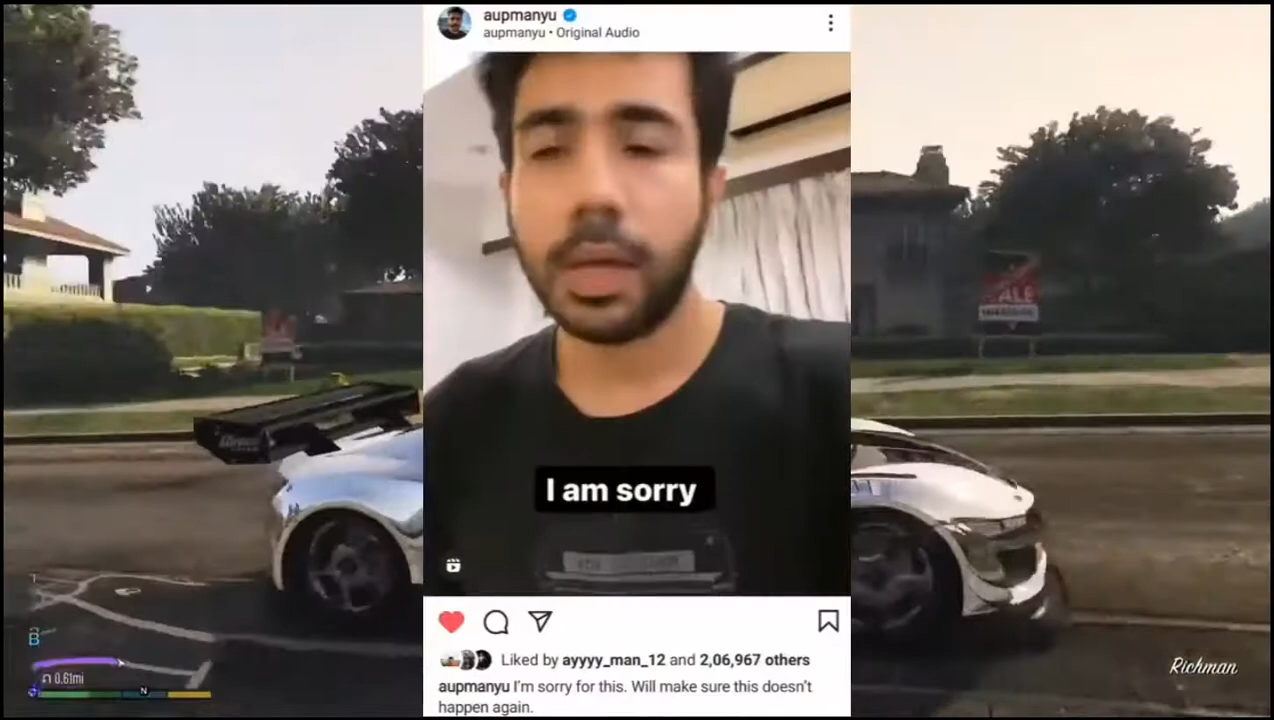 aupmanyu
aupmanyu • Original Audio
SALE
I am sorry
B
0.61mi
N
Richman
Liked by ayyyy_man_12 and 2,06,967 others
aupmanyu I'm sorry for this. Will make sure this doesn't
happen again.